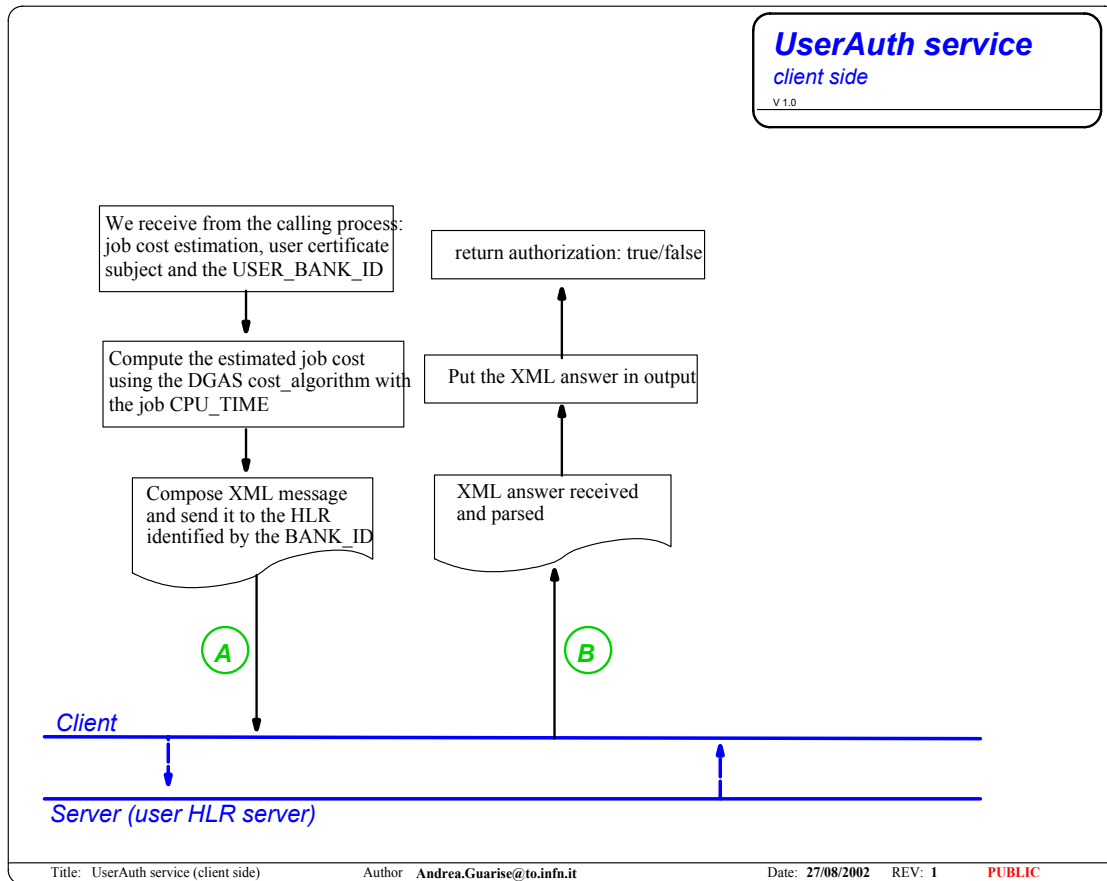 UserAuth service
client side
V 1.0
We receive from the calling process:
job cost estimation, user certificate
subject and the USER_BANK_ID
return authorization: true/false
Compute the estimated job cost
using the DGAS cost_algorithm with
the job CPU_TIME
Put the XML answer in output
Compose XML message
and send it to the HLR
identified by the BANK_ID
XML answer received
and parsed
A
B
Client
Server (user HLR server)
Title: UserAuth service (client side) Author Andrea.Guarise@to.infn.it Date: 27/08/2002 REV: 1 PUBLIC